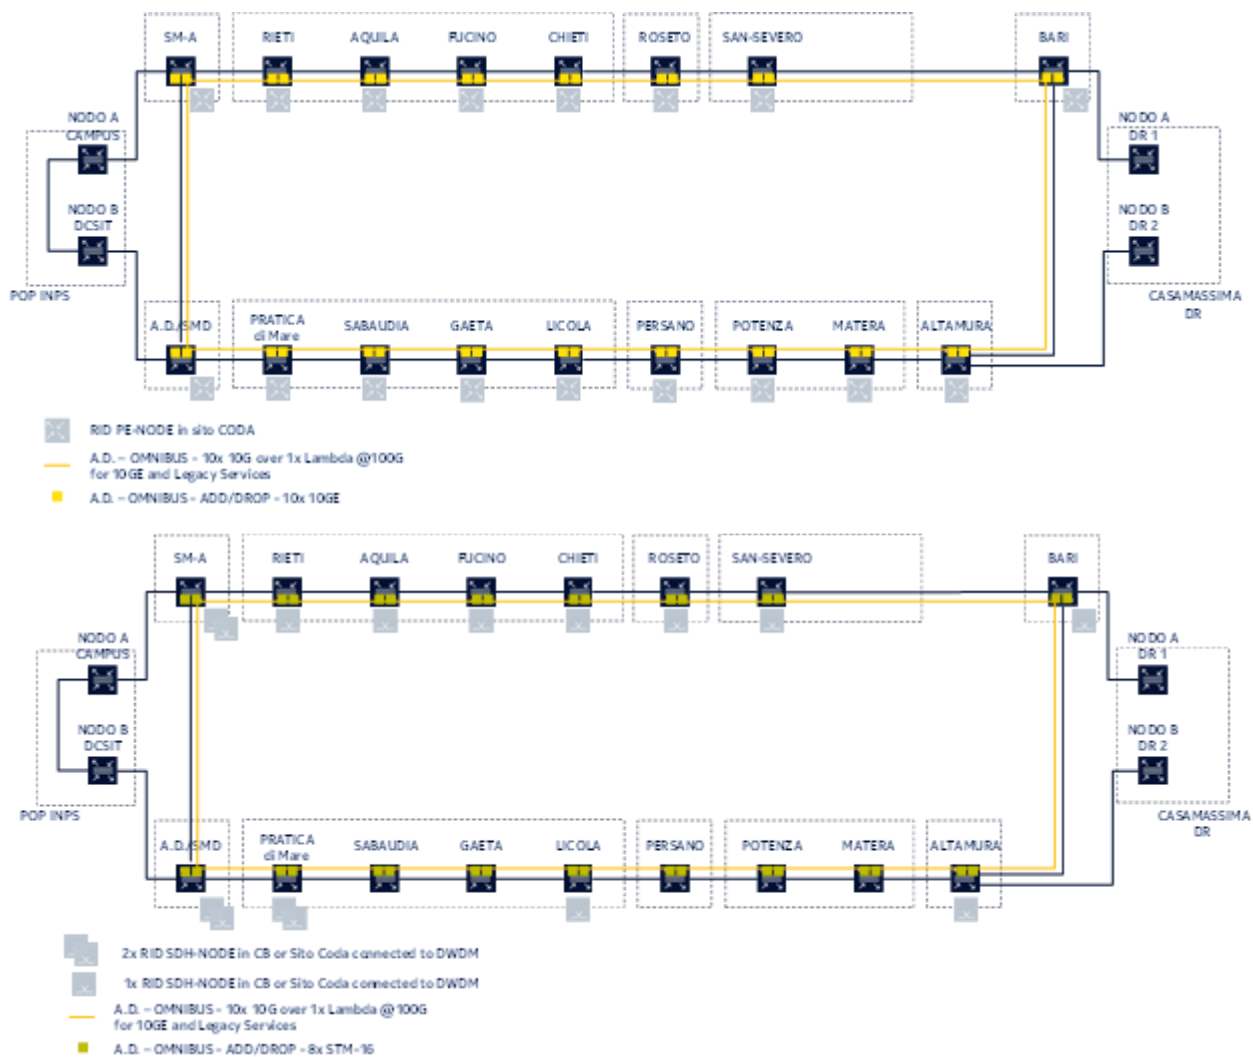 SM-A
RIETI
AQUILA
FUCINO
CHIETI
ROSETO
SAN-SEVERO
BARI
NODO A
CAMPUS
NODO A
DR 1
NODO B
DCSIT
NODO B
DR 2
POP INPS
CASAMASSIMA
DR
A.D./SMD
PRATICA
di Mare
SABAUDIA
GAETA
LICOLA
PERSANO
POTENZA
MATERA
ALTAMURA
RID PE-NODE in sito CODA
A.D. – OMNIBUS - 10x 10G over 1x Lambda @100G
for 10GE and Legacy Services
A.D. – OMNIBUS - ADD/DROP - 10x 10GE
SM-A
RIETI
AQUILA
FUCINO
CHIETI
ROSETO
SAN-SEVERO
BARI
NODO A
CAMPUS
NODO A
DR 1
NODO B
DCSIT
NODO B
DR 2
POP INPS
CASAMASSIMA
DR
A.D./SMD
PRATICA
di Mare
SABAUDIA
GAETA
LICOLA
PERSANO
POTENZA
MATERA
ALTAMURA
2x RID SDH-NODE in CB or Sito Coda connected to DWDM
1x RID SDH-NODE in CB or Sito Coda connected to DWDM
A.D. – OMNIBUS - 10x 10G over 1x Lambda @100G
for 10GE and Legacy Services
A.D. – OMNIBUS - ADD/DROP - 8x STM-16